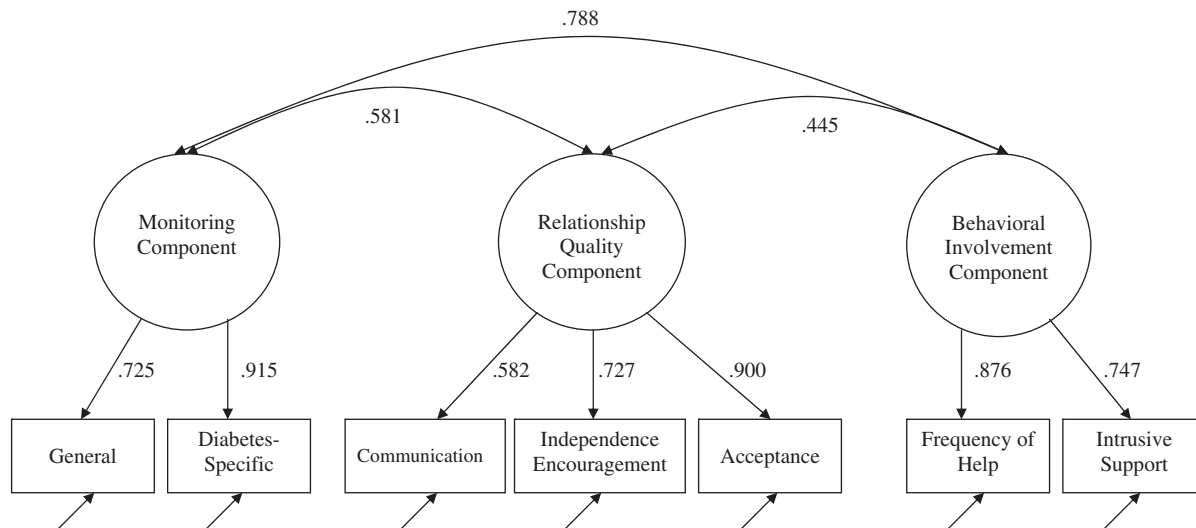 .788
.581
.445
Monitoring
Component
Relationship
Quality
Component
Behavioral
Involvement
Component
.725
.915
.582
.727
.900
.876
.747
General
Diabetes-
Specific
Communication
Independence
Encouragement
Acceptance
Frequency of
Help
Intrusive
Support